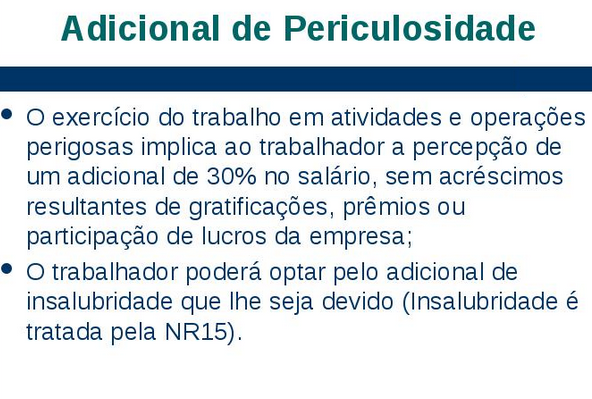 Adicional de Periculosidade
• O exercício do trabalho em atividades e operações
perigosas implica ao trabalhador a percepção de
um adicional de 30% no salário, sem acréscimos
resultantes de gratificações, prêmios ou
participação de lucros da empresa;
• O trabalhador poderá optar pelo adicional de
insalubridade que lhe seja devido (Insalubridade é
tratada pela NR15).